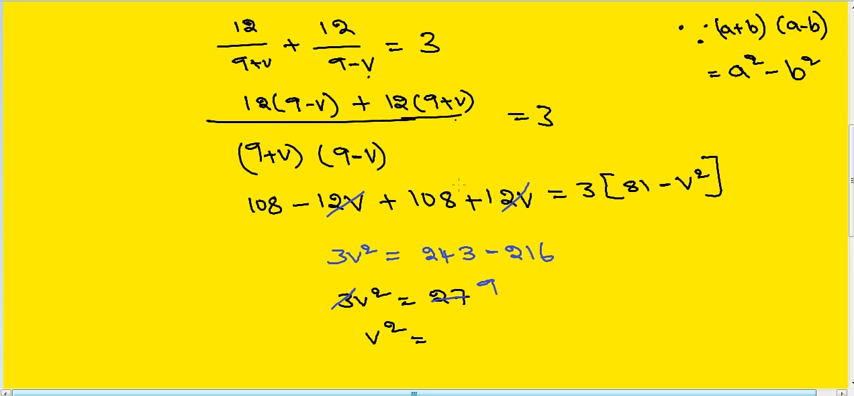 12/(9+v) + 12/(9-v) = 3
∵ (a+b) (a-b)
= a² - b²
(12(9-v) + 12(9+v))/((9+v) (9-v)) = 3
108 - 12v + 108 + 12v = 3[81 - v²]
3v² = 243 - 216
3v² = 27 9
v² =